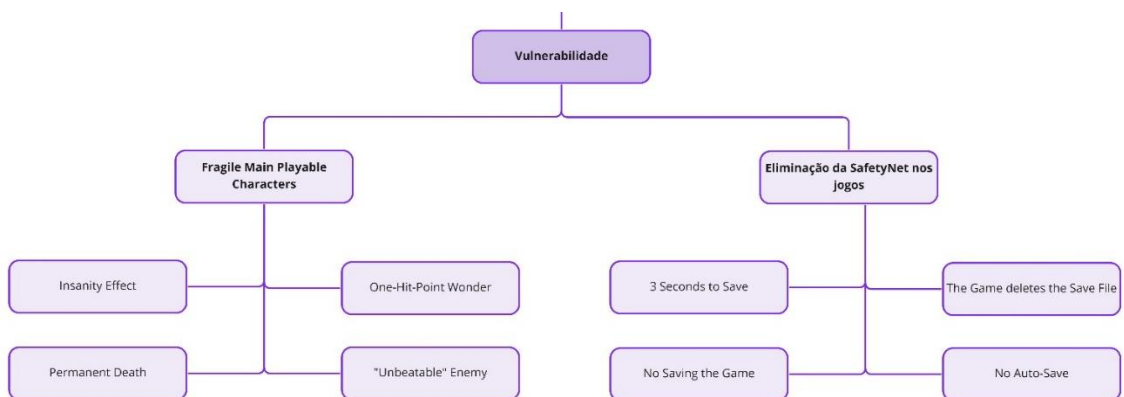 Vulnerabilidade
Fragile Main Playable
Characters
Eliminação da SafetyNet nos
jogos
Insanity Effect
One-Hit-Point Wonder
3 Seconds to Save
The Game deletes the Save File
Permanent Death
"Unbeatable" Enemy
No Saving the Game
No Auto-Save